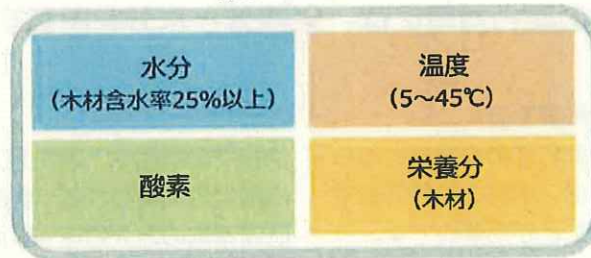 水分
（木材含水率25%以上）
温度
（5～45℃）
酸素
栄養分
（木材）